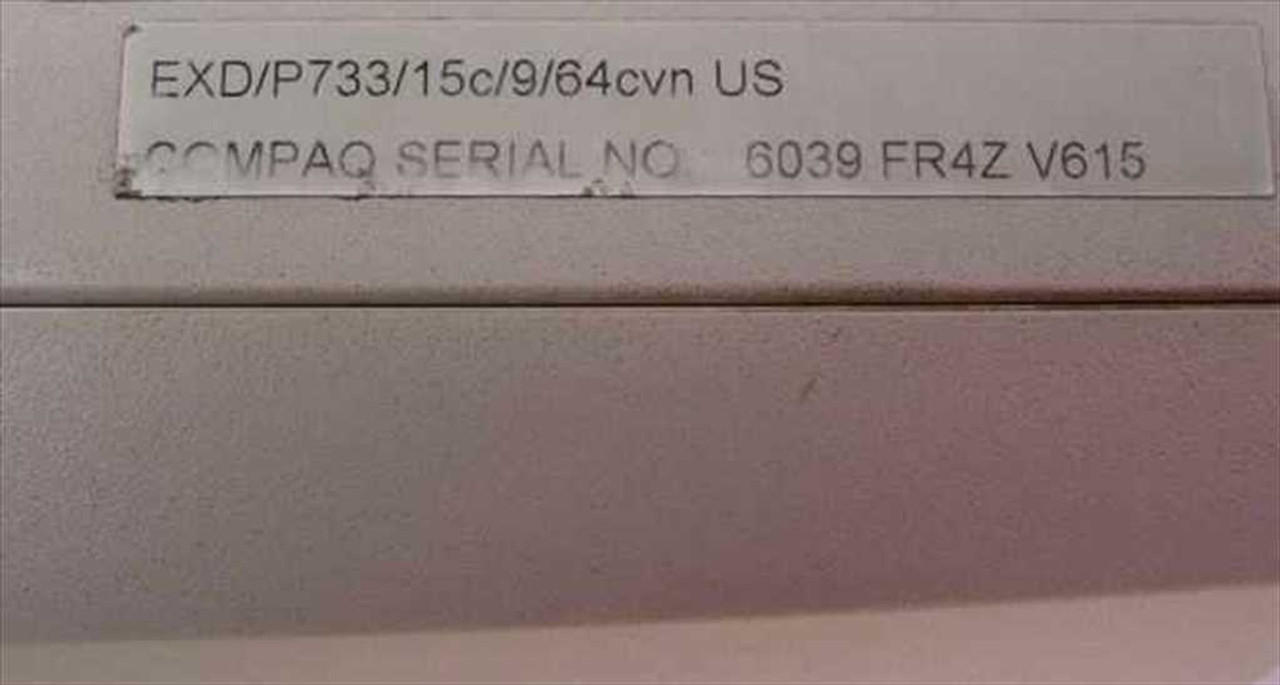 EXD/P733/15c/9/64cvn US
COMPAQ SERIAL NO. 6039 FR4Z V615